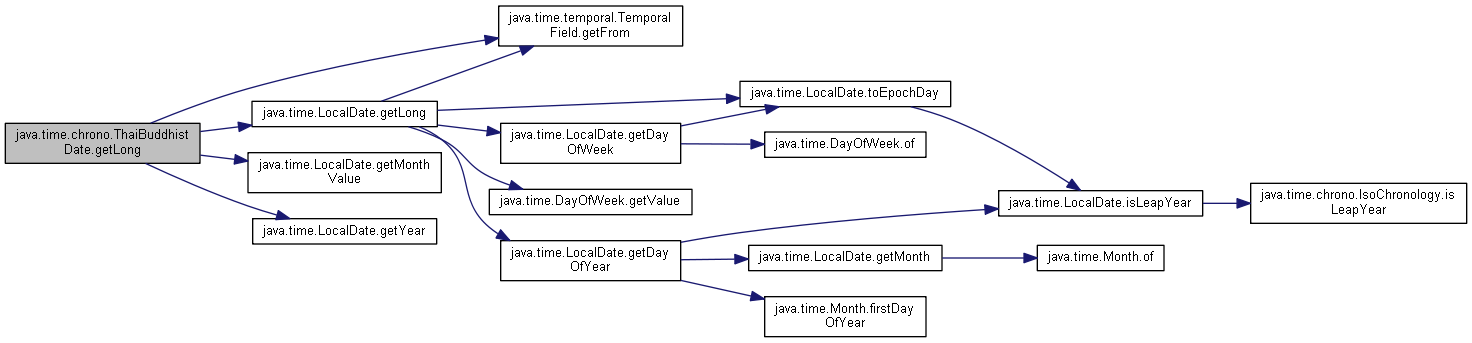 java.time.temporal.Temporal
Field.getFrom
java.time.LocalDate.toEpochDay
java.time.LocalDate.getLong
java.time.chrono.ThaiBuddhist
Date.getLong
java.time.LocalDate.getDay
OfWeek
java.time.DayOfWeek.of
java.time.LocalDate.getMonth
Value
java.time.DayOfWeek.getValue
java.time.LocalDate.isLeapYear
java.time.chrono.IsoChronology.is
LeapYear
java.time.LocalDate.getYear
java.time.LocalDate.getDay
OfYear
java.time.LocalDate.getMonth
java.time.Month.of
java.time.Month.firstDay
OfYear